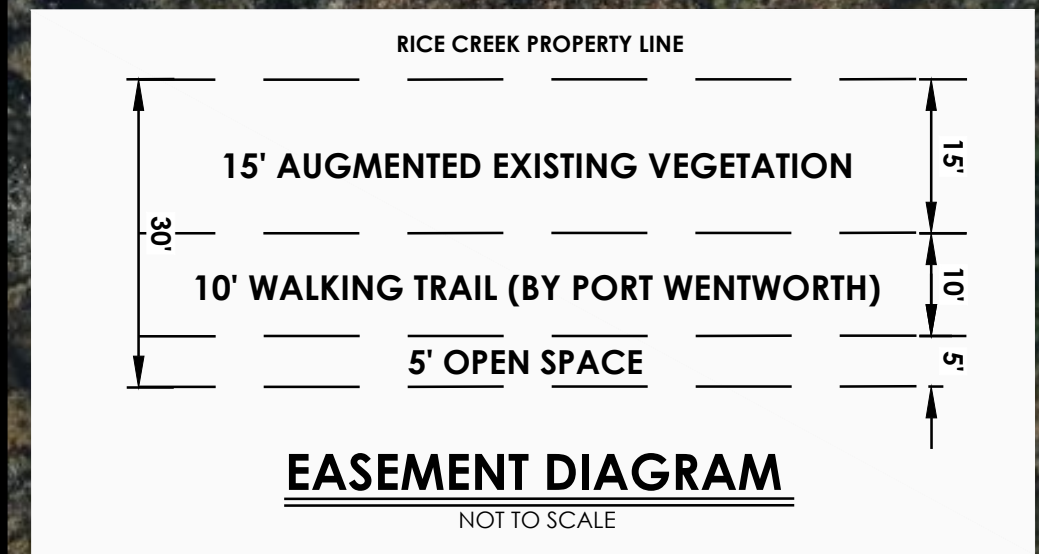 RICE CREEK PROPERTY LINE
15' AUGMENTED EXISTING VEGETATION
15'
30'
10' WALKING TRAIL (BY PORT WENTWORTH)
10'
5' OPEN SPACE
5'
EASEMENT DIAGRAM
NOT TO SCALE